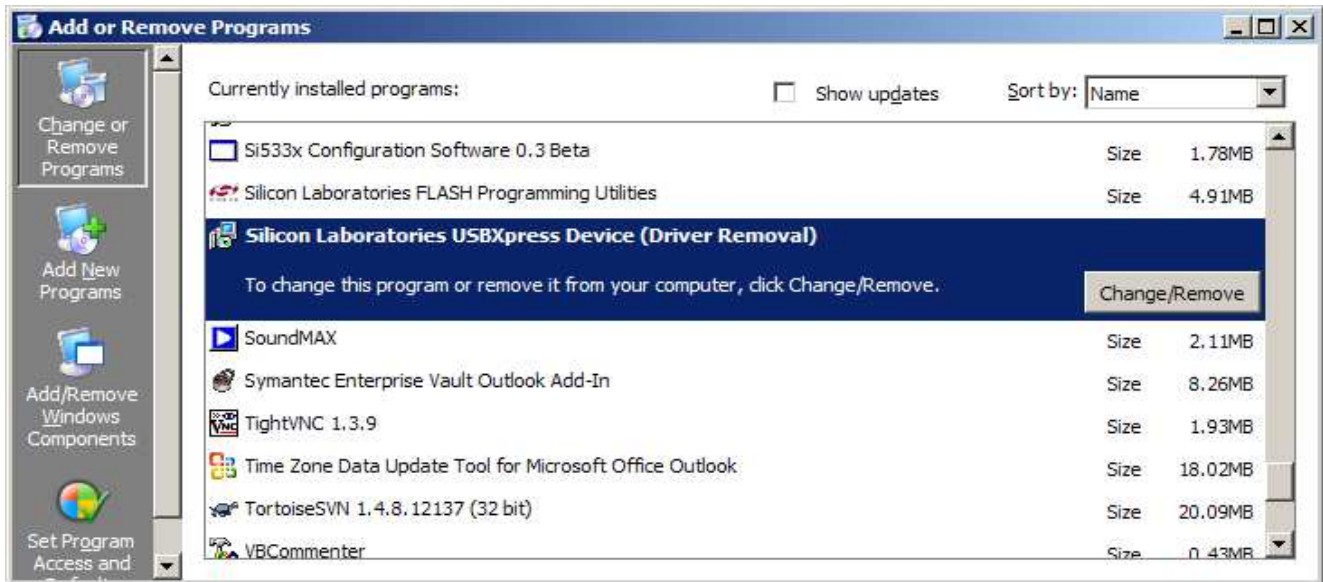 Add or Remove Programs
Change or
Remove
Programs
Add New
Programs
Add/Remove
Windows
Components
Set Program
Access and
Currently installed programs:
Show updates
Sort by: Name
Si533x Configuration Software 0.3 Beta Size 1.78MB
Silicon Laboratories FLASH Programming Utilities Size 4.91MB
Silicon Laboratories USBXpress Device (Driver Removal)
To change this program or remove it from your computer, click Change/Remove. Change/Remove
SoundMAX Size 2.11MB
Symantec Enterprise Vault Outlook Add-In Size 8.26MB
TightVNC 1.3.9 Size 1.93MB
Time Zone Data Update Tool for Microsoft Office Outlook Size 18.02MB
TortoiseSVN 1.4.8.12137 (32 bit) Size 20.09MB
VBCommenter Size 0.43MB